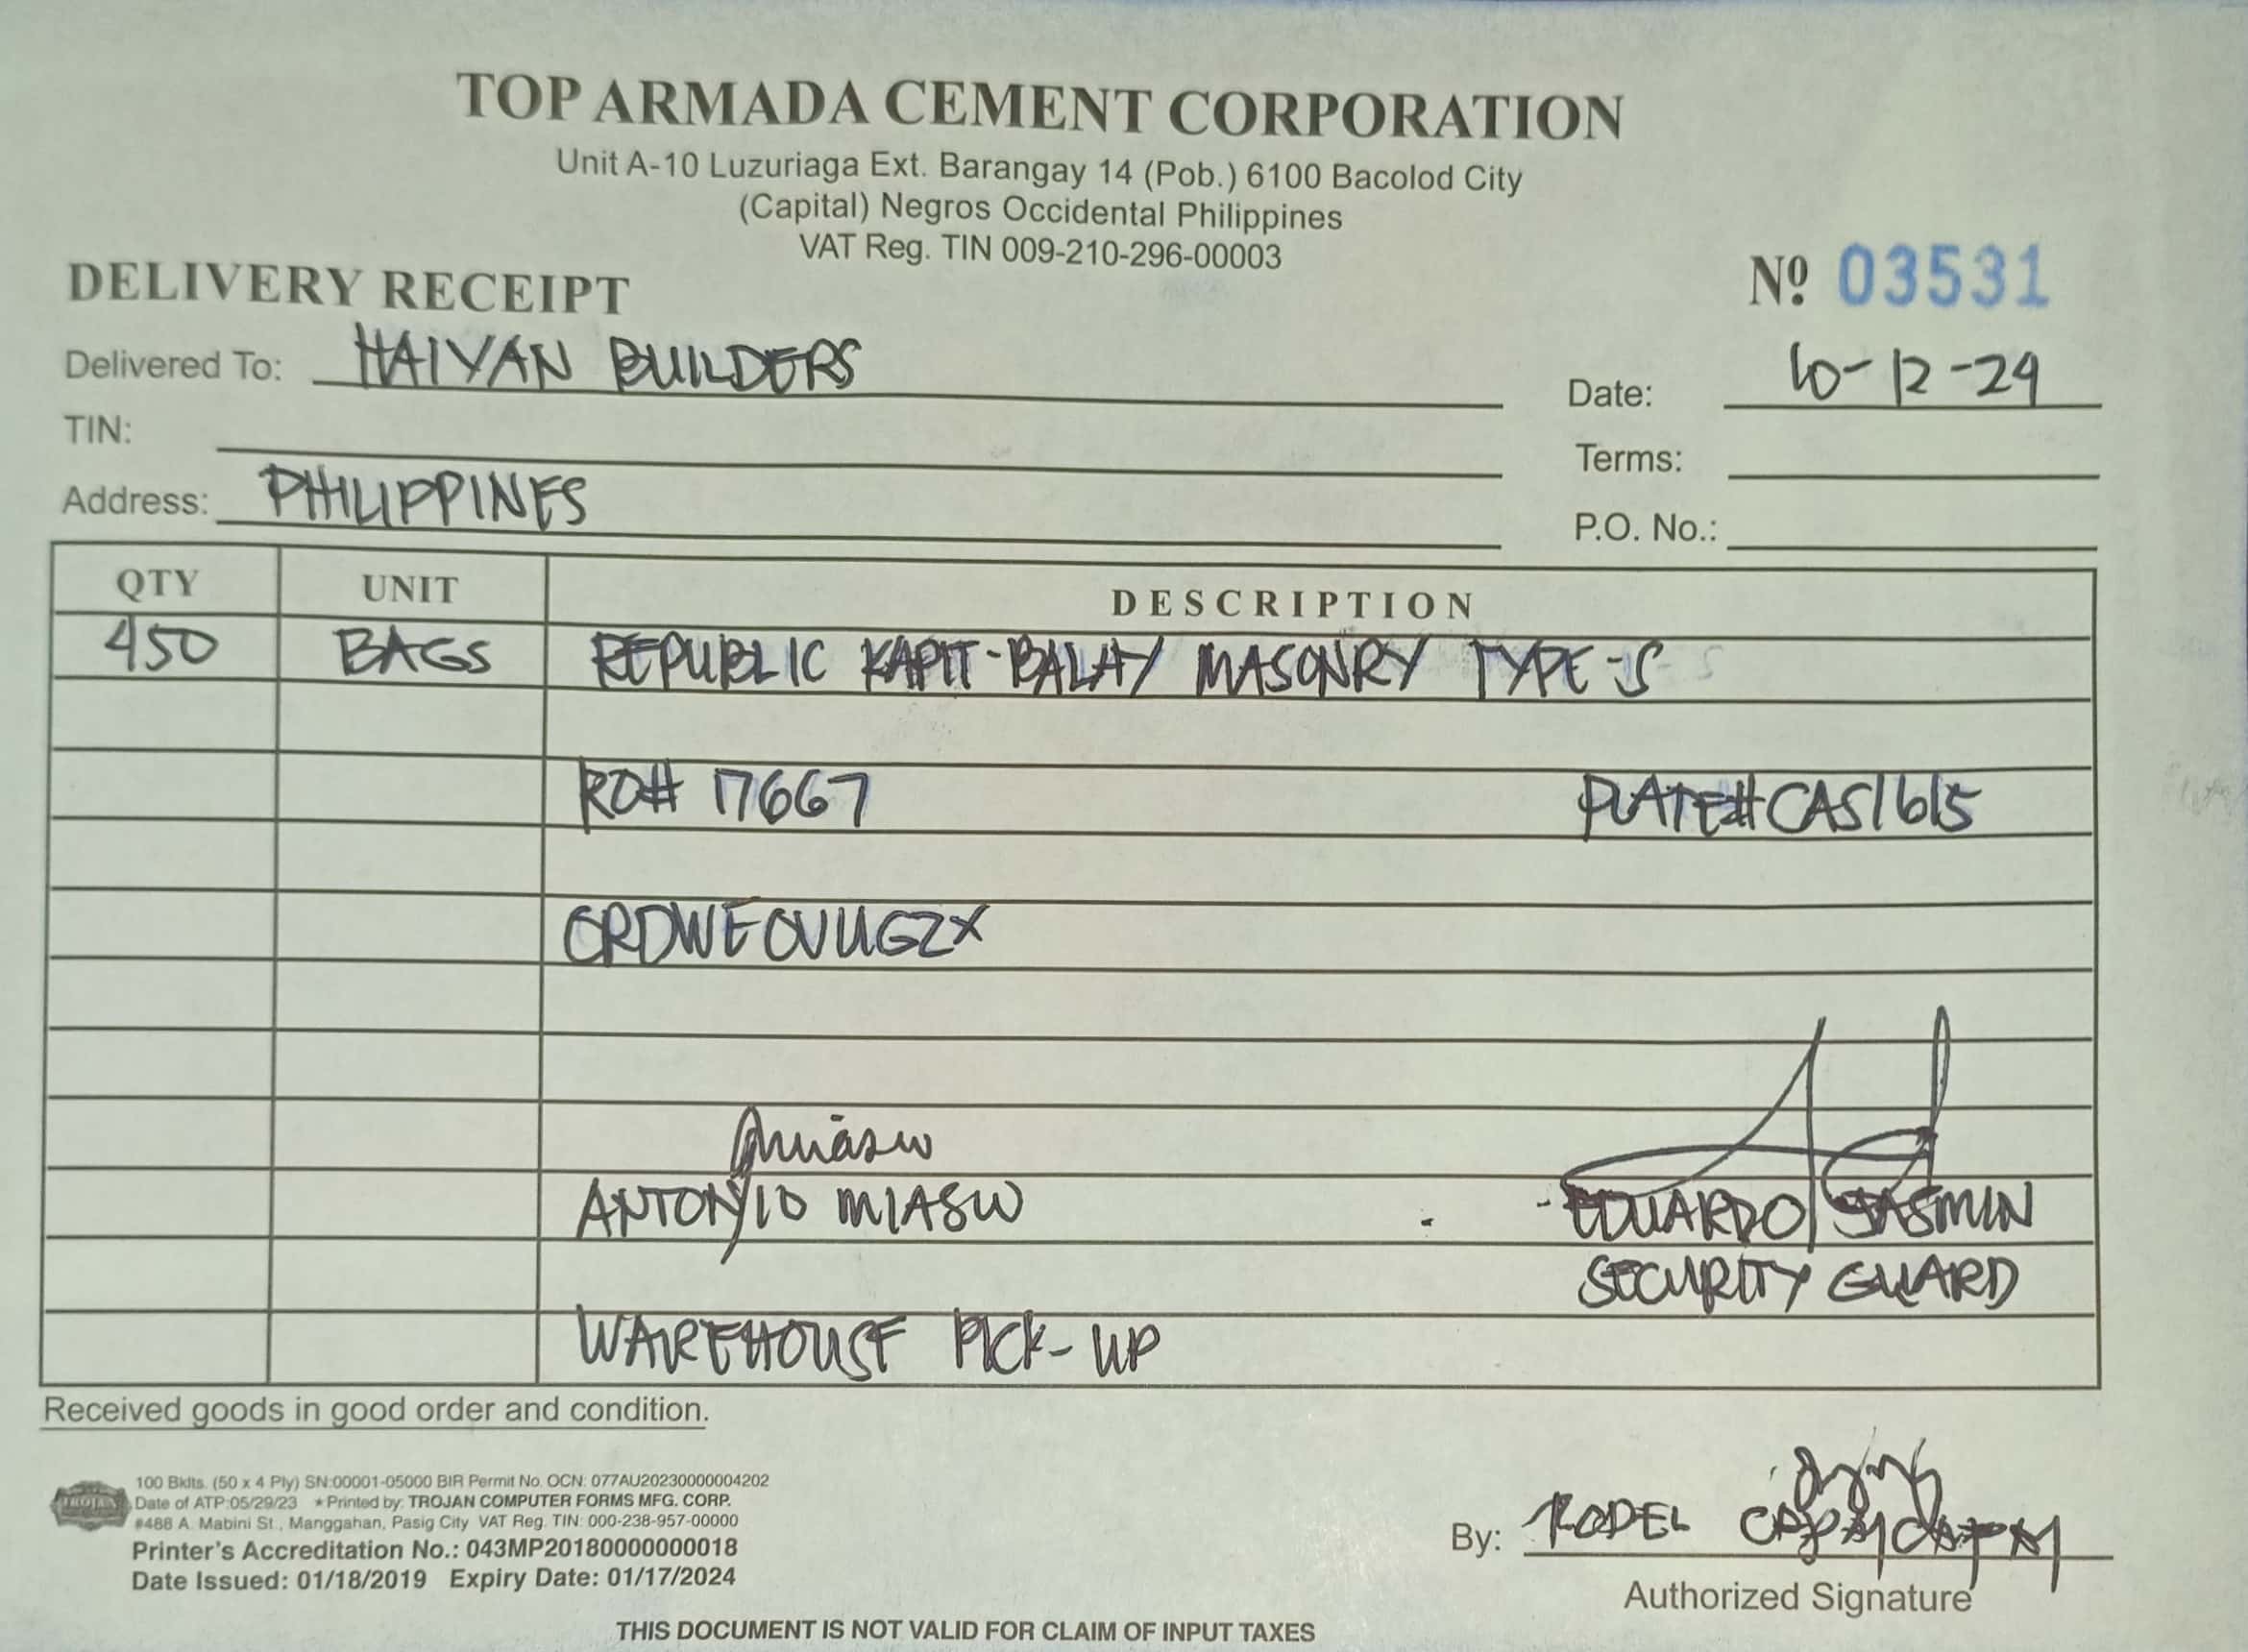 TOP ARMADA CEMENT CORPORATION
Unit A-10 Luzuriaga Ext. Barangay 14 (Pob.) 6100 Bacolod City
(Capital) Negros Occidental Philippines
VAT Reg. TIN 009-210-296-00003
DELIVERY RECEIPT
Nº 03531
Delivered To: HAIYAN BUILDERS
Date: 10-12-24
TIN:
Terms:
Address: PHILIPPINES
P.O. No.:
QTY UNIT DESCRIPTION
450 BAGS REPUBLIC KAPIT-BALAY MASONRY TYPE-S
RO# 17667 PLATE# CAS1615
ORDWEOVUGZX
ANTONIO MIASCO EDUARDO JASMIN
SECURITY GUARD
WAREHOUSE PICK-UP
Received goods in good order and condition.
TROJAN
100 Bklts. (50 x 4 Ply) SN:00001-05000 BIR Permit No. OCN: 077AU20230000004202
Date of ATP:05/29/23 ★Printed by: TROJAN COMPUTER FORMS MFG. CORP.
#488 A. Mabini St., Manggahan, Pasig City VAT Reg. TIN: 000-238-957-00000
Printer's Accreditation No.: 043MP20180000000018
Date Issued: 01/18/2019 Expiry Date: 01/17/2024
By: RODEL
Authorized Signature
THIS DOCUMENT IS NOT VALID FOR CLAIM OF INPUT TAXES